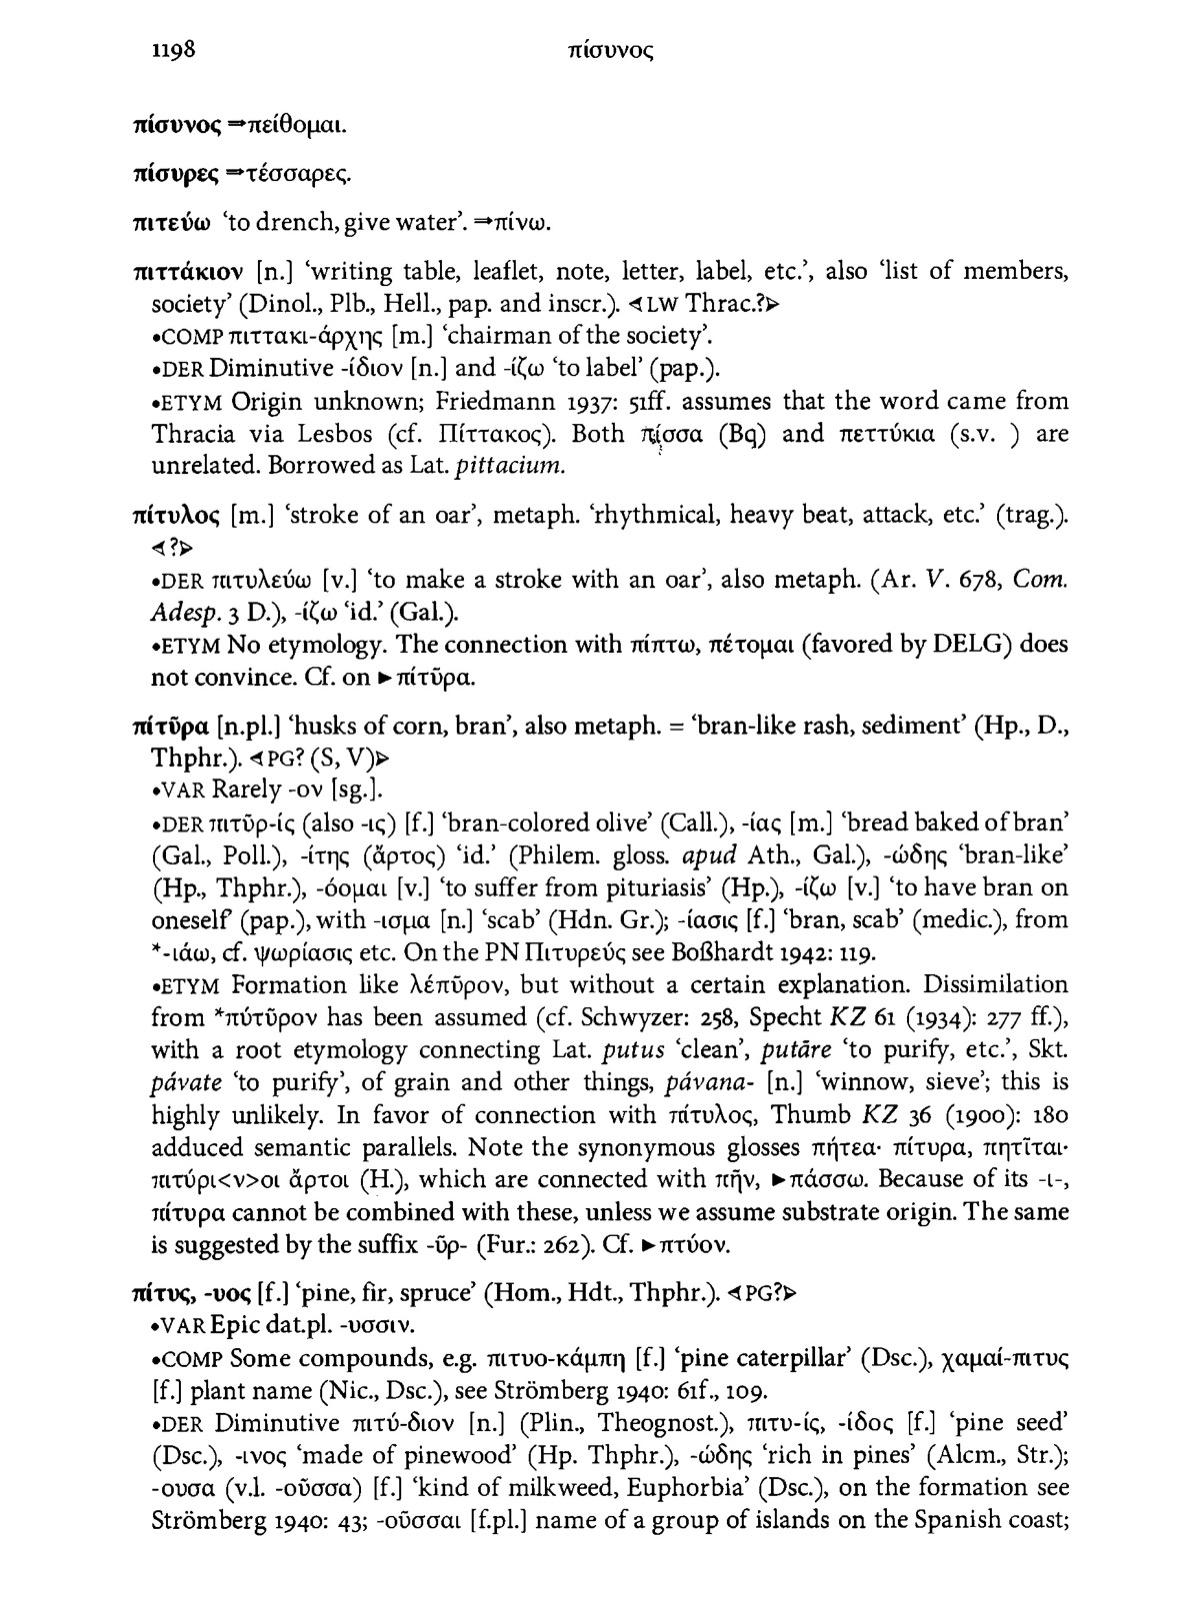 1198 πίσυνος
πίσυνος ⇒πείθομαι.
πίσυρες ⇒τέσσαρες.
πιτεύω ‘to drench, give water’. ⇒πίνω.
πιττάκιον [n.] ‘writing table, leaflet, note, letter, label, etc.’, also ‘list of members,
society’ (Dinol., Plb., Hell., pap. and inscr.). ⊲LW Thrac.?⊳
•COMP πιττακι-άρχης [m.] ‘chairman of the society’.
•DER Diminutive -ίδιον [n.] and -ίζω ‘to label’ (pap.).
•ETYM Origin unknown; Friedmann 1937: 51ff. assumes that the word came from
Thracia via Lesbos (cf. Πίττακος). Both πίσσα (Bq) and πεττύκια (s.v. ) are
unrelated. Borrowed as Lat. pittacium.
πίτυλος [m.] ‘stroke of an oar’, metaph. ‘rhythmical, heavy beat, attack, etc.’ (trag.).
⊲?⊳
•DER πιτυλεύω [v.] ‘to make a stroke with an oar’, also metaph. (Ar. V. 678, Com.
Adesp. 3 D.), -ίζω ‘id.’ (Gal.).
•ETYM No etymology. The connection with πίπτω, πέτομαι (favored by DELG) does
not convince. Cf. on ►πίτῡρα.
πίτῡρα [n.pl.] ‘husks of corn, bran’, also metaph. = ‘bran-like rash, sediment’ (Hp., D.,
Thphr.). ⊲PG? (S, V)⊳
•VAR Rarely -ον [sg.].
•DER πιτῡρ-ίς (also -ις) [f.] ‘bran-colored olive’ (Call.), -ίας [m.] ‘bread baked of bran’
(Gal., Poll.), -ίτης (ἄρτος) ‘id.’ (Philem. gloss. apud Ath., Gal.), -ώδης ‘bran-like’
(Hp., Thphr.), -όομαι [v.] ‘to suffer from pituriasis’ (Hp.), -ίζω [v.] ‘to have bran on
oneself’ (pap.), with -ισμα [n.] ‘scab’ (Hdn. Gr.); -ίασις [f.] ‘bran, scab’ (medic.), from
*-ιάω, cf. ψωρίασις etc. On the PN Πιτυρεύς see Boßhardt 1942: 119.
•ETYM Formation like λέπῡρον, but without a certain explanation. Dissimilation
from *πύτῡρον has been assumed (cf. Schwyzer: 258, Specht KZ 61 (1934): 277 ff.),
with a root etymology connecting Lat. putus ‘clean’, putāre ‘to purify, etc.’, Skt.
pávate ‘to purify’, of grain and other things, pávana- [n.] ‘winnow, sieve’; this is
highly unlikely. In favor of connection with πίτυλος, Thumb KZ 36 (1900): 180
adduced semantic parallels. Note the synonymous glosses πήτεα· πίτυρα, πητῖται·
πιτύρι<ν>οι ἄρτοι (H.), which are connected with πῆν, ►πάσσω. Because of its -ι-,
πίτυρα cannot be combined with these, unless we assume substrate origin. The same
is suggested by the suffix -ῡρ- (Fur.: 262). Cf. ►πτύον.
πίτυς, -υος [f.] ‘pine, fir, spruce’ (Hom., Hdt., Thphr.). ⊲PG?⊳
•VAR Epic dat.pl. -υσσιν.
•COMP Some compounds, e.g. πιτυο-κάμπη [f.] ‘pine caterpillar’ (Dsc.), χαμαί-πιτυς
[f.] plant name (Nic., Dsc.), see Strömberg 1940: 61f., 109.
•DER Diminutive πιτύ-διον [n.] (Plin., Theognost.), πιτυ-ίς, -ίδος [f.] ‘pine seed’
(Dsc.), -ινος ‘made of pinewood’ (Hp. Thphr.), -ώδης ‘rich in pines’ (Alcm., Str.);
-ουσα (v.l. -οῦσσα) [f.] ‘kind of milkweed, Euphorbia’ (Dsc.), on the formation see
Strömberg 1940: 43; -οῦσσαι [f.pl.] name of a group of islands on the Spanish coast;